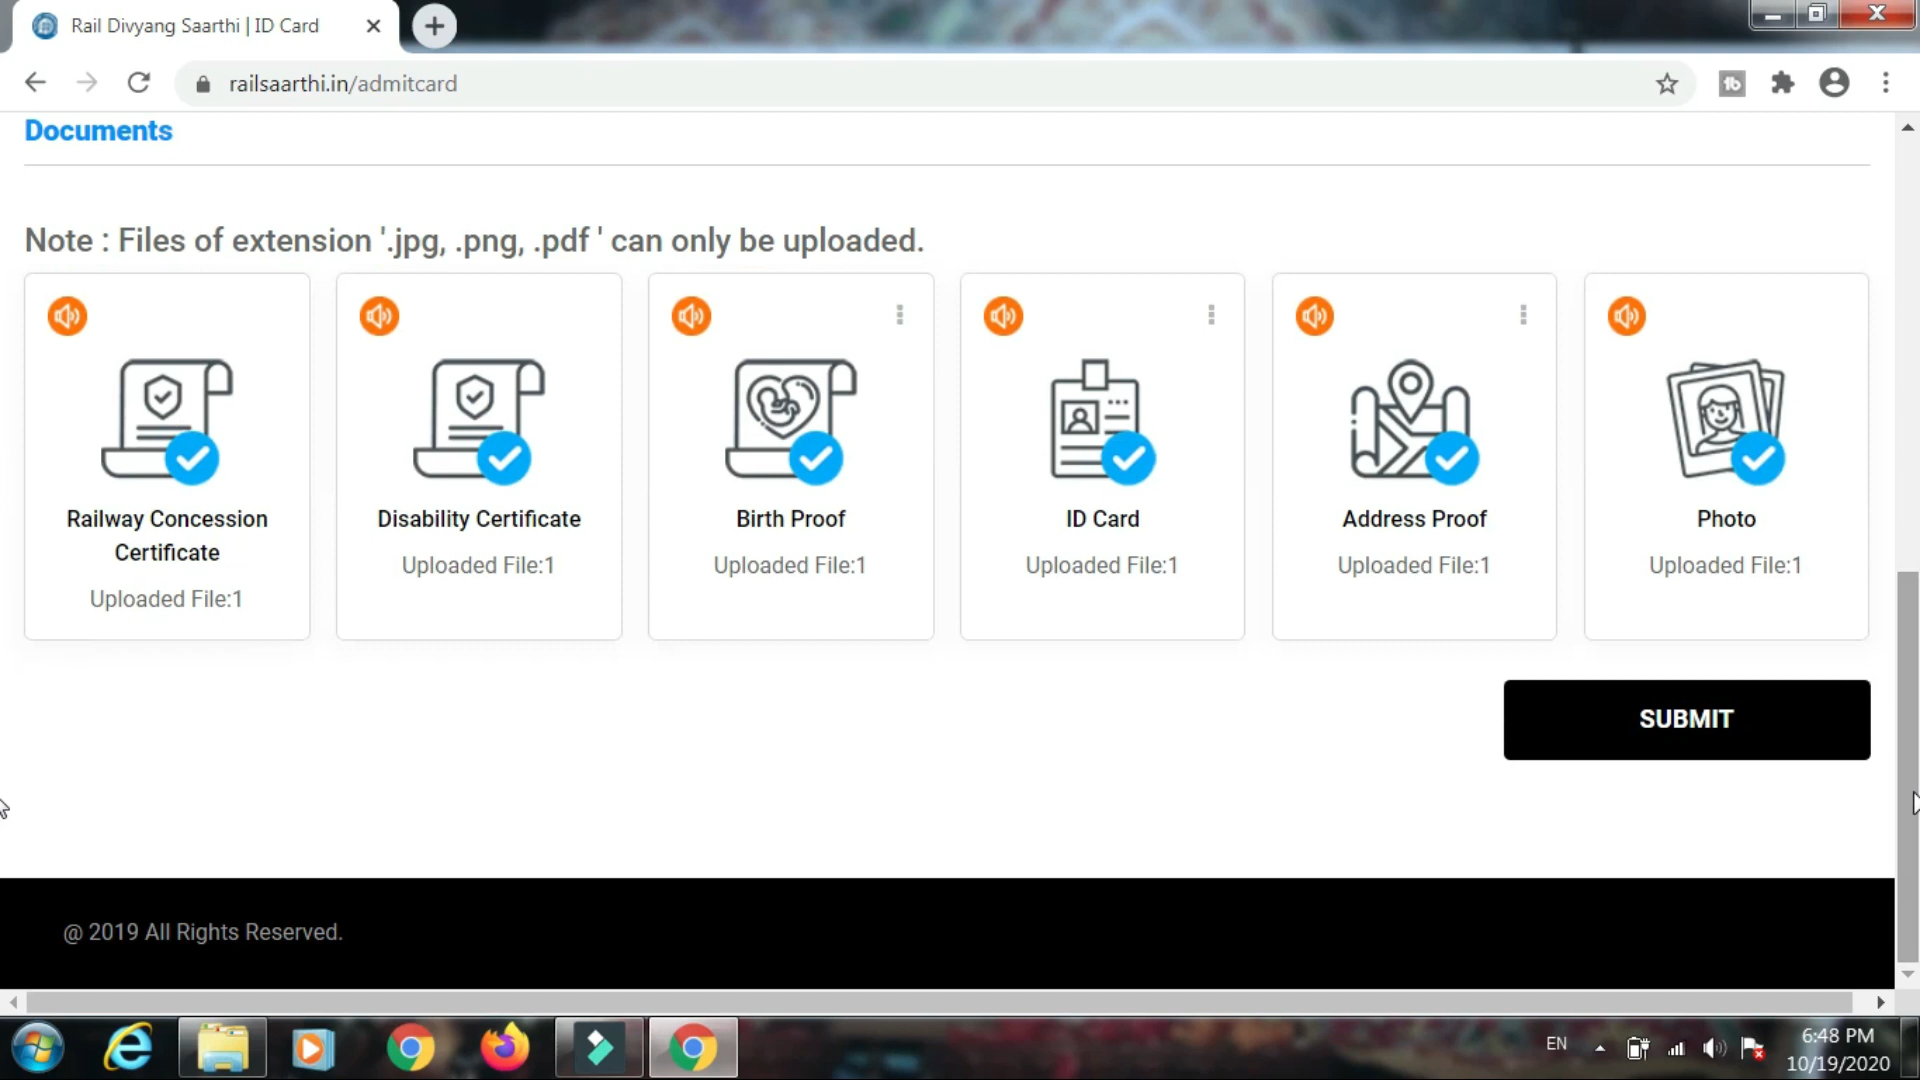 Rail Divyang Saarthi | ID Card
railsaarthi.in/admitcard
Documents
Note : Files of extension '.jpg, .png, .pdf ' can only be uploaded.
Railway Concession
Certificate
Uploaded File:1
Disability Certificate
Uploaded File:1
Birth Proof
Uploaded File:1
ID Card
Uploaded File:1
Address Proof
Uploaded File:1
Photo
Uploaded File:1
SUBMIT
@ 2019 All Rights Reserved.
EN
6:48 PM
10/19/2020